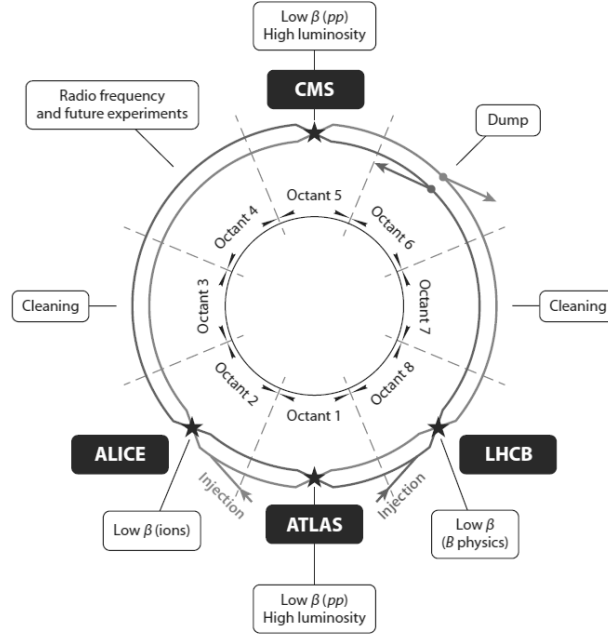 Low β (pp)
High luminosity
CMS
Radio frequency
and future experiments
Dump
Octant 5
Octant 4
Octant 6
Octant 3
Octant 7
Cleaning
Cleaning
Octant 2
Octant 8
Octant 1
ALICE
LHCB
Injection
Injection
ATLAS
Low β (ions)
Low β
(B physics)
Low β (pp)
High luminosity